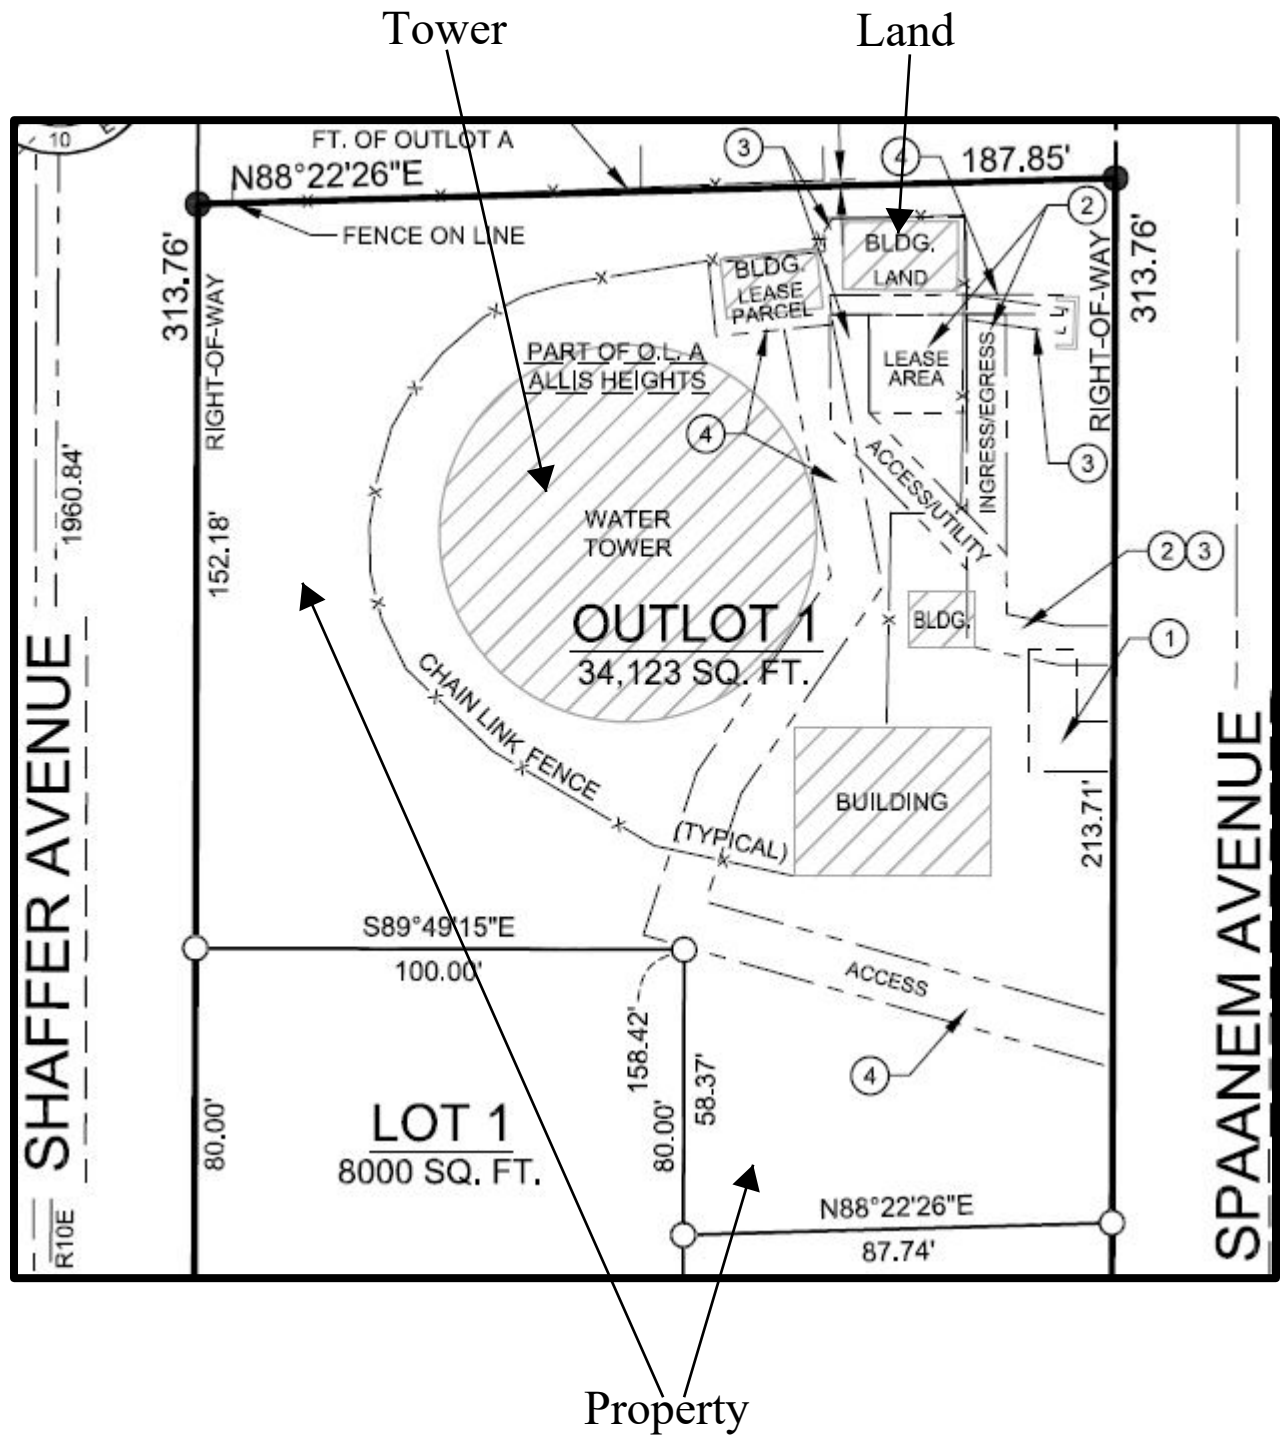 Tower
Land
10
E
FT. OF OUTLOT A
3
4
187.85'
N88°22'26"E
2
FENCE ON LINE
313.76'
RIGHT-OF-WAY
BLDG.
LAND
BLDG.
LEASE
PARCEL
RIGHT-OF-WAY
313.76'
PART OF O.L. A
ALLIS HEIGHTS
LEASE
AREA
INGRESS/EGRESS
4
3
ACCESS/UTILITY
1960.84'
152.18'
WATER
TOWER
2
3
BLDG.
1
OUTLOT 1
34,123 SQ. FT.
CHAIN LINK FENCE
(TYPICAL)
BUILDING
213.71'
SHAFFER AVENUE
SPAANEM AVENUE
S89°49'15"E
100.00'
ACCESS
4
158.42'
58.37'
80.00'
80.00'
LOT 1
8000 SQ. FT.
N88°22'26"E
87.74'
R10E
Property